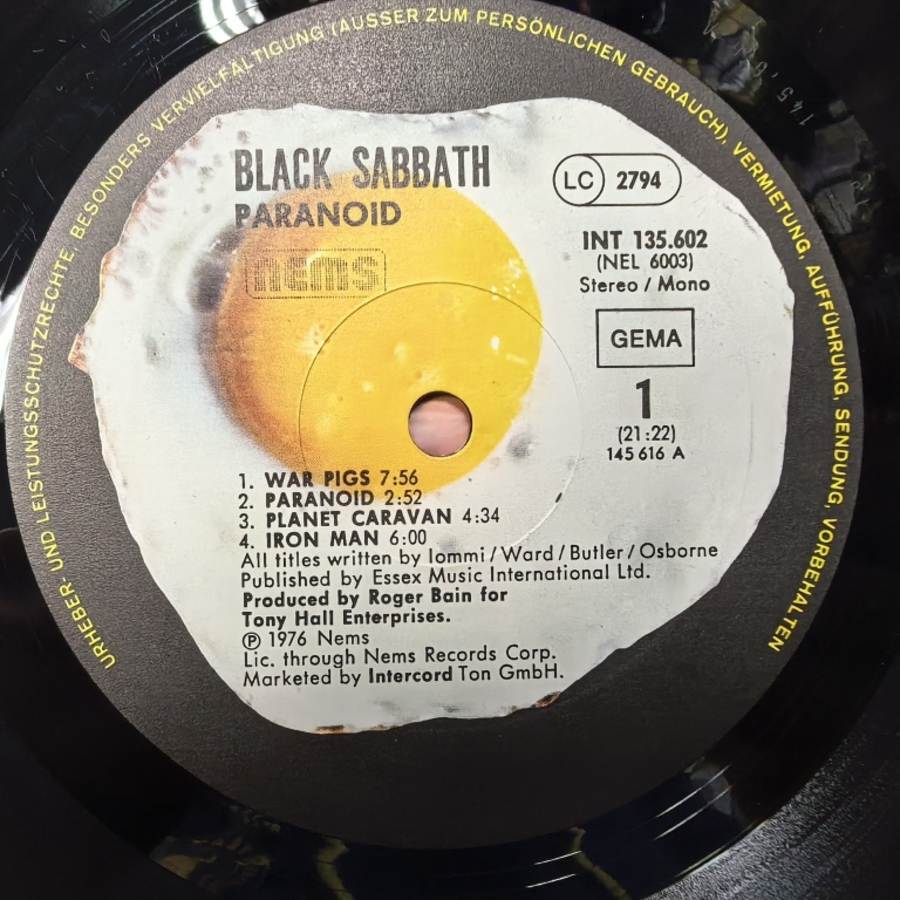 URHEBER- UND LEISTUNGSSCHUTZRECHTE, BESONDERS VERVIELFÄLTIGUNG (AUSSER ZUM PERSÖNLICHEN GEBRAUCH), VERMIETUNG, AUFFÜHRUNG, SENDUNG, VORBEHALTEN
BLACK SABBATH
PARANOID
nems
LC 2794
INT 135.602
(NEL 6003)
Stereo / Mono
GEMA
1
(21:22)
145 616 A
1. WAR PIGS 7:56
2. PARANOID 2:52
3. PLANET CARAVAN 4:34
4. IRON MAN 6:00
All titles written by Iommi / Ward / Butler / Osborne
Published by Essex Music International Ltd.
Produced by Roger Bain for
Tony Hall Enterprises.
℗ 1976 Nems
Lic. through Nems Records Corp.
Marketed by Intercord Ton GmbH.